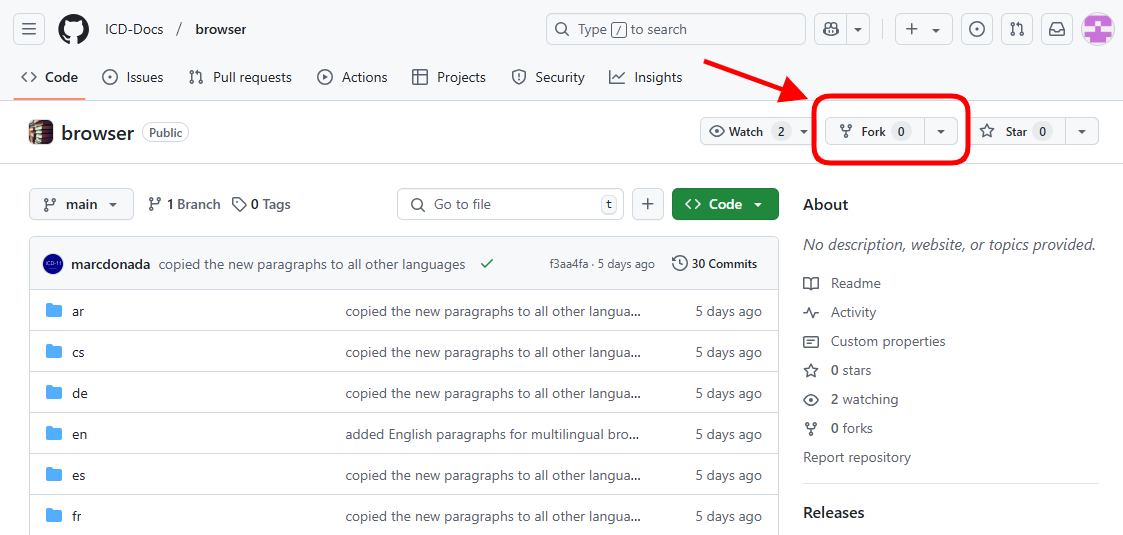 ICD-Docs / browser Type / to search
Code Issues Pull requests Actions Projects Security Insights
browser Public Watch 2 Fork 0 Star 0
main 1 Branch 0 Tags Go to file t Code
About
No description, website, or topics provided.
ICD-11 marcdonada copied the new paragraphs to all other languages f3aa4fa · 5 days ago 30 Commits
ar copied the new paragraphs to all other langua... 5 days ago
cs copied the new paragraphs to all other langua... 5 days ago
de copied the new paragraphs to all other langua... 5 days ago
en added English paragraphs for multilingual bro... 5 days ago
es copied the new paragraphs to all other langua... 5 days ago
fr copied the new paragraphs to all other langua... 5 days ago
Readme
Activity
Custom properties
0 stars
2 watching
0 forks
Report repository
Releases